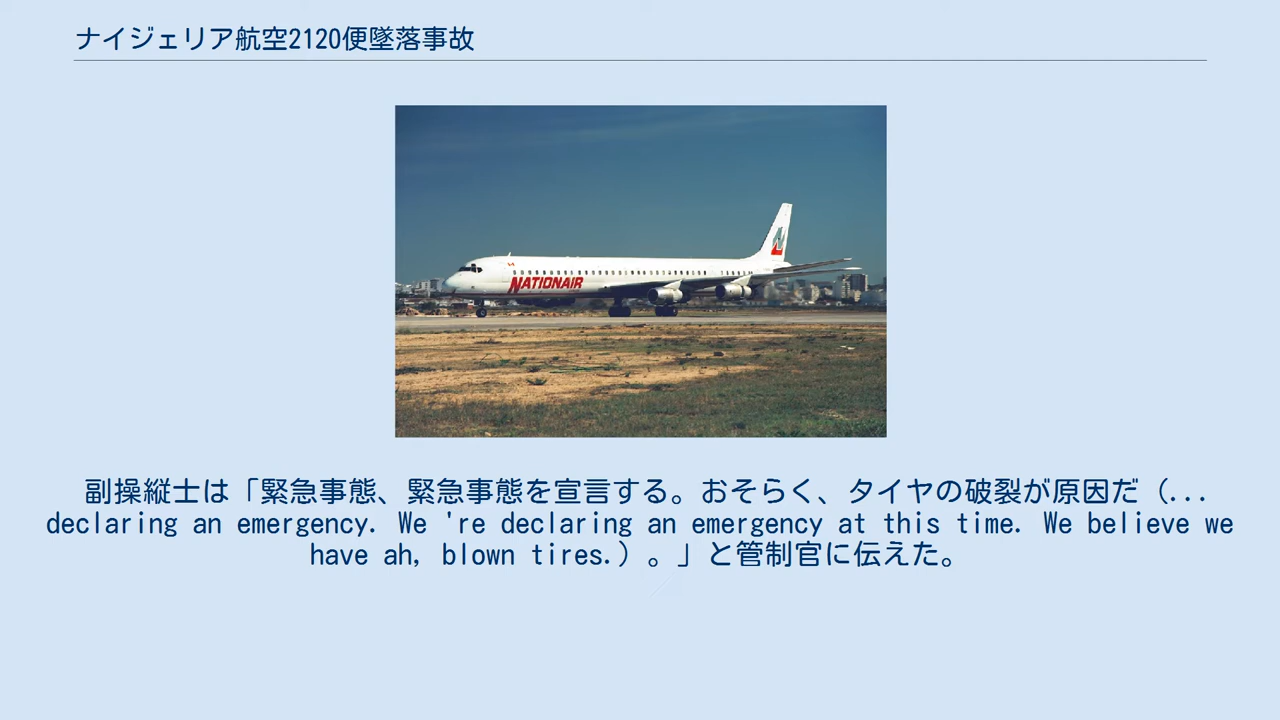 ナイジェリア航空2120便墜落事故
NATIONAIR
副操縦士は「緊急事態、緊急事態を宣言する。おそらく、タイヤの破裂が原因だ（...
declaring an emergency. We 're declaring an emergency at this time. We believe we
have ah, blown tires.）。」と管制官に伝えた。